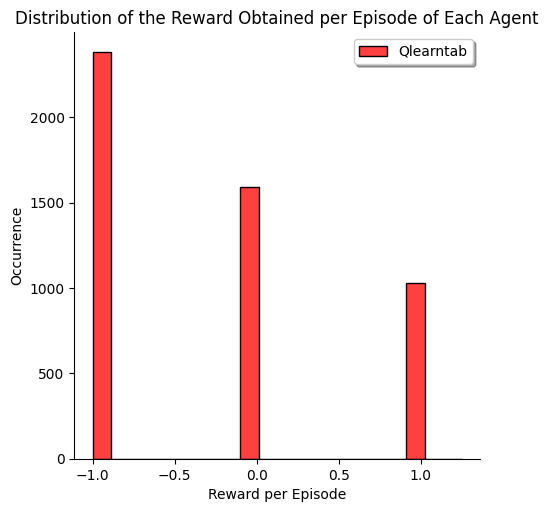 Distribution of the Reward Obtained per Episode of Each Agent
Qlearntab
2000
1500
1000
500
0
Occurrence
−1.0 −0.5 0.0 0.5 1.0
Reward per Episode